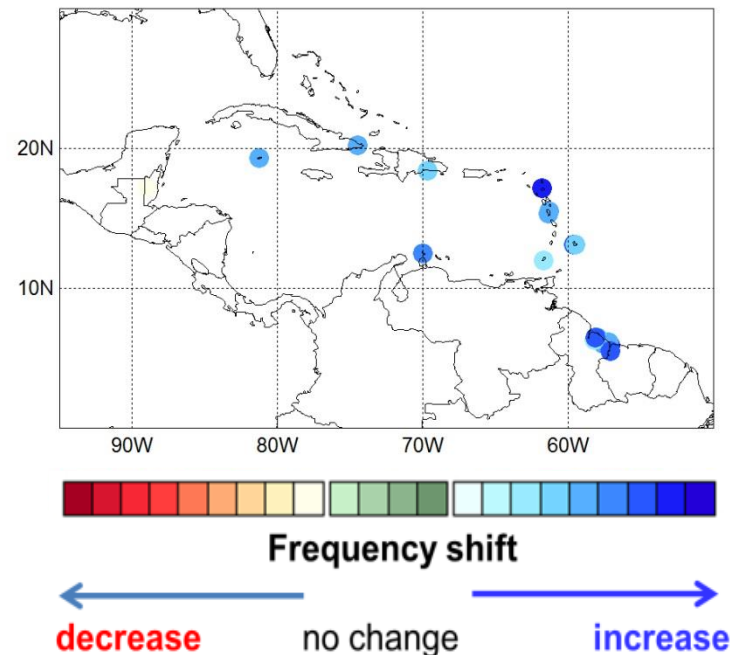 20N
10N
90W 80W 70W 60W
Frequency shift
decrease no change increase